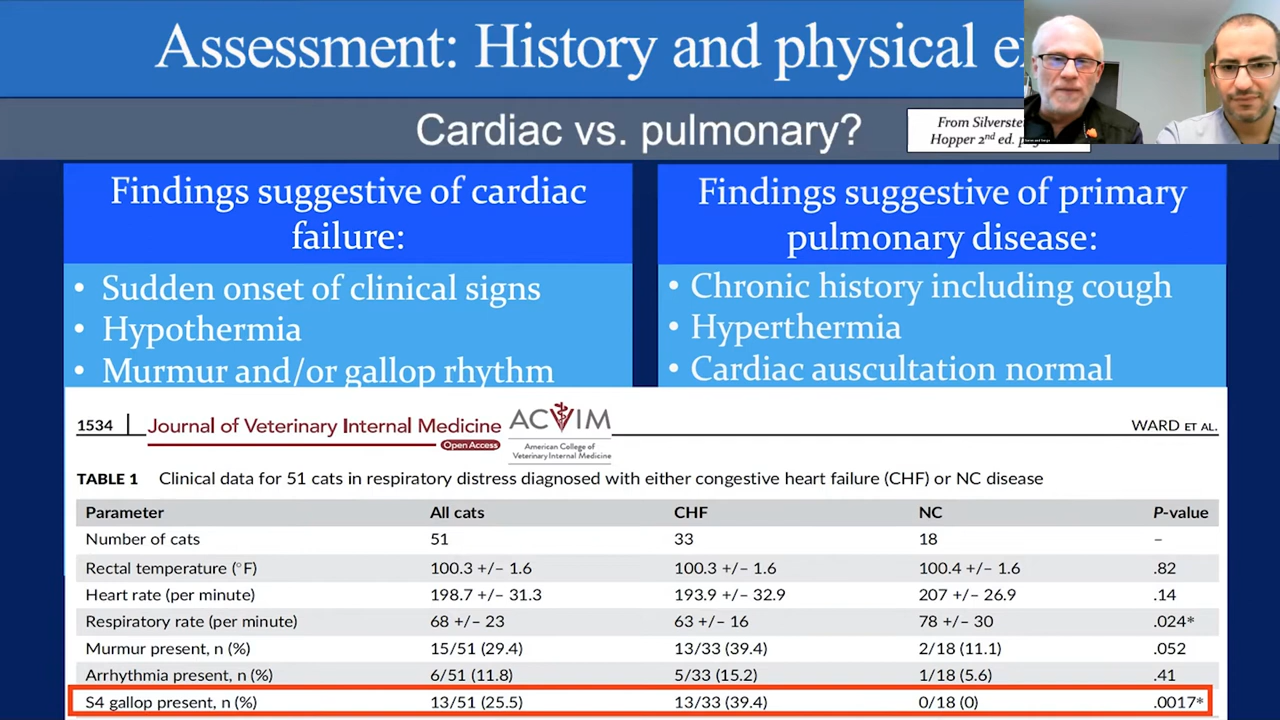 Assessment: History and physical
Cardiac vs. pulmonary?
From
Hopper 2nd ed.
Findings suggestive of cardiac
failure:
• Sudden onset of clinical signs
• Hypothermia
• Murmur and/or gallop rhythm
Findings suggestive of primary
pulmonary disease:
• Chronic history including cough
• Hyperthermia
• Cardiac auscultation normal
1534 Journal of Veterinary Internal Medicine ACVIM WARD ET AL.
Open Access
American College of
Veterinary Internal Medicine
TABLE 1 Clinical data for 51 cats in respiratory distress diagnosed with either congestive heart failure (CHF) or NC disease
Parameter All cats CHF NC P-value
Number of cats 51 33 18 –
Rectal temperature (°F) 100.3 +/− 1.6 100.3 +/− 1.6 100.4 +/− 1.6 .82
Heart rate (per minute) 198.7 +/− 31.3 193.9 +/− 32.9 207 +/− 26.9 .14
Respiratory rate (per minute) 68 +/− 23 63 +/− 16 78 +/− 30 .024*
Murmur present, n (%) 15/51 (29.4) 13/33 (39.4) 2/18 (11.1) .052
Arrhythmia present, n (%) 6/51 (11.8) 5/33 (15.2) 1/18 (5.6) .41
S4 gallop present, n (%) 13/51 (25.5) 13/33 (39.4) 0/18 (0) .0017*